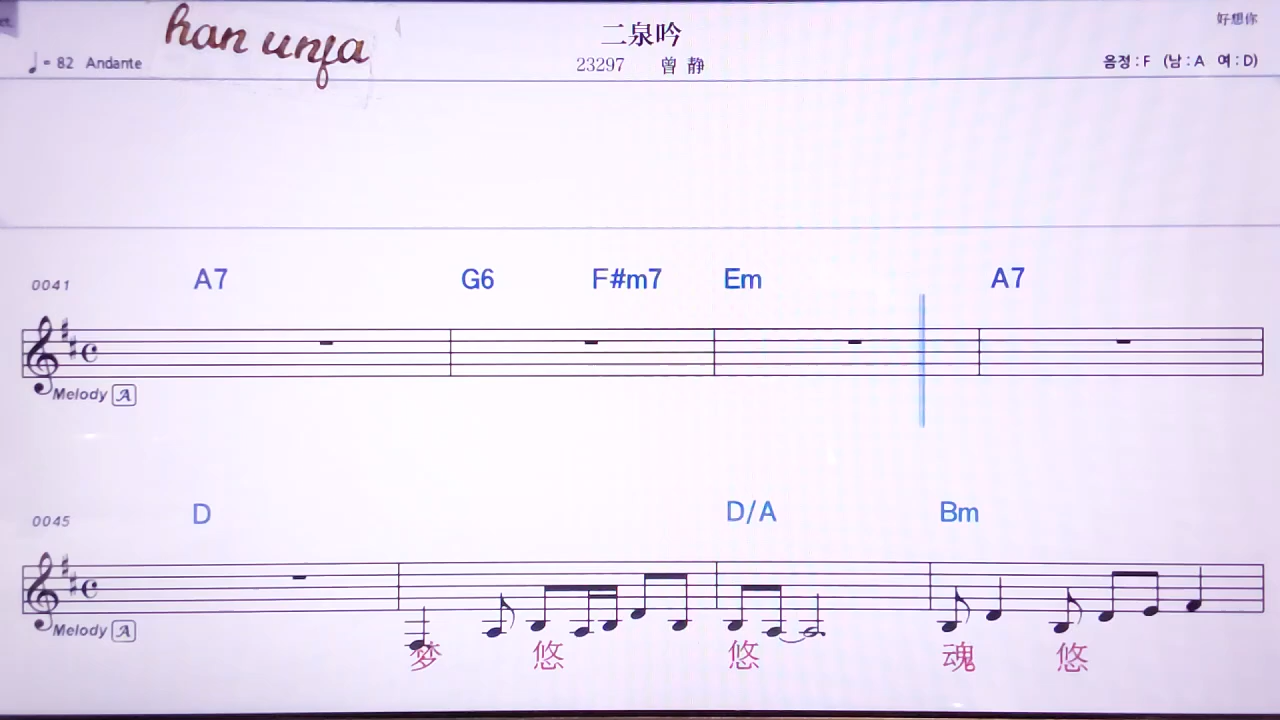 et
han unja
二泉吟
好想你
♩ = 82 Andante
23297 曾 静
음정 : F (남 : A 여 : D)
0041 A7 G6 F#m7 Em A7
Melody A
0045 D D/A Bm
Melody A
梦 悠 悠 魂 悠